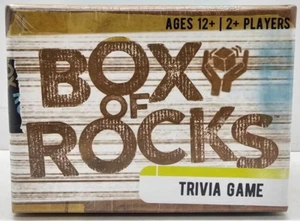 AGES 12+ | 2+ PLAYERS
BOX
OF
ROCKS
TRIVIA GAME